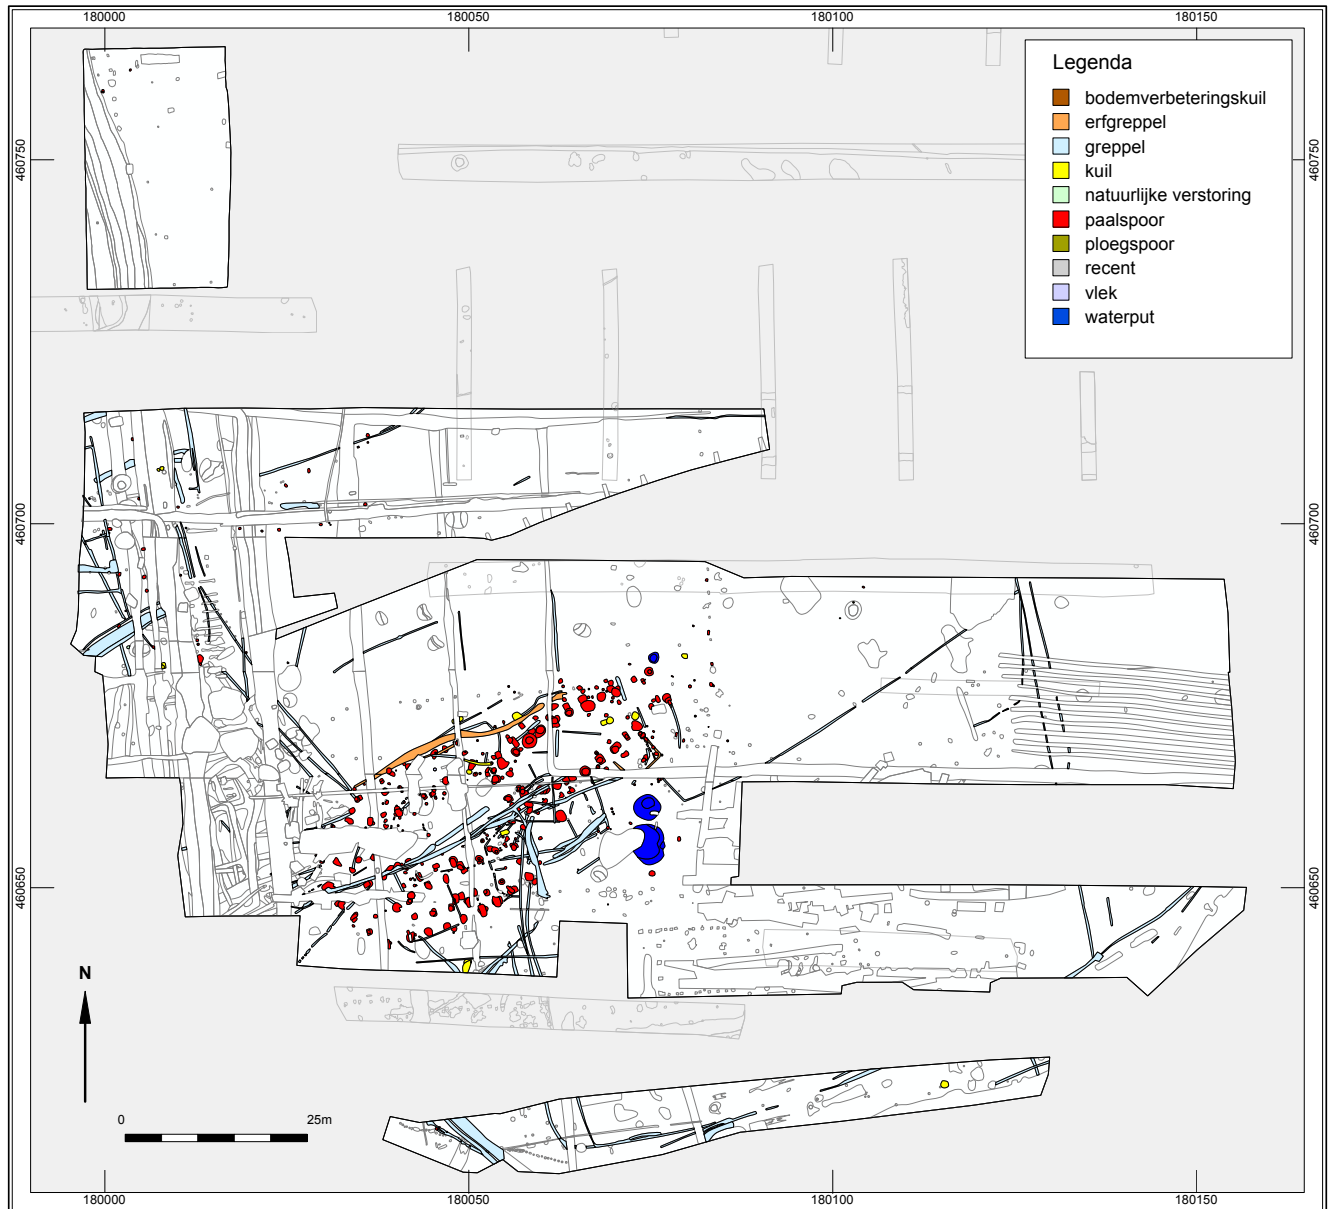 180000 180050 180100 180150
Legenda
bodemverbeteringskuil
erfgreppel
greppel
kuil
natuurlijke verstoring
paalspoor
ploegspoor
recent
vlek
waterput
460750 460750
460700 460700
460650 460650
N
0 25m
180000 180050 180100 180150